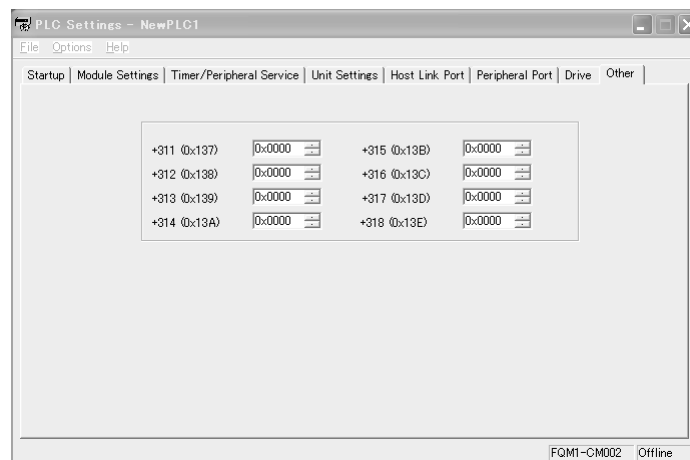 PLC Settings - NewPLC1
File Options Help
Startup Module Settings Timer/Peripheral Service Unit Settings Host Link Port Peripheral Port Drive Other
+311 (0x137) 0x0000 +315 (0x13B) 0x0000
+312 (0x138) 0x0000 +316 (0x13C) 0x0000
+313 (0x139) 0x0000 +317 (0x13D) 0x0000
+314 (0x13A) 0x0000 +318 (0x13E) 0x0000
FQM1-CM002 Offline